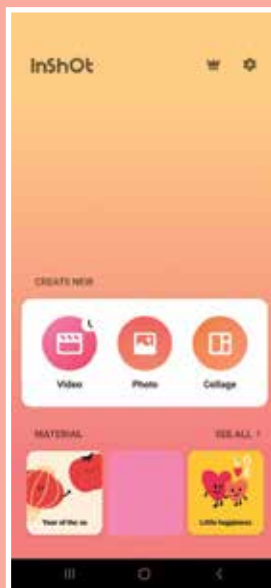 InShOt
CREATE NEW
Video Photo Collage
MATERIAL SEE ALL >
Year of the ox Little happiness